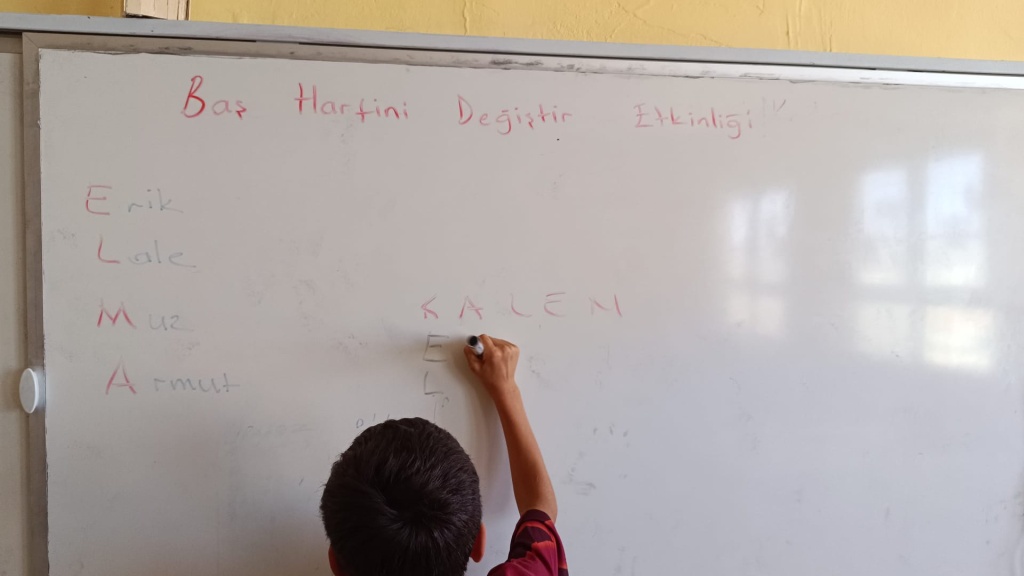 Baş Harfini Değiştir Etkinliği
Erik
Lale
Muz
Armut
KALEM
E
L